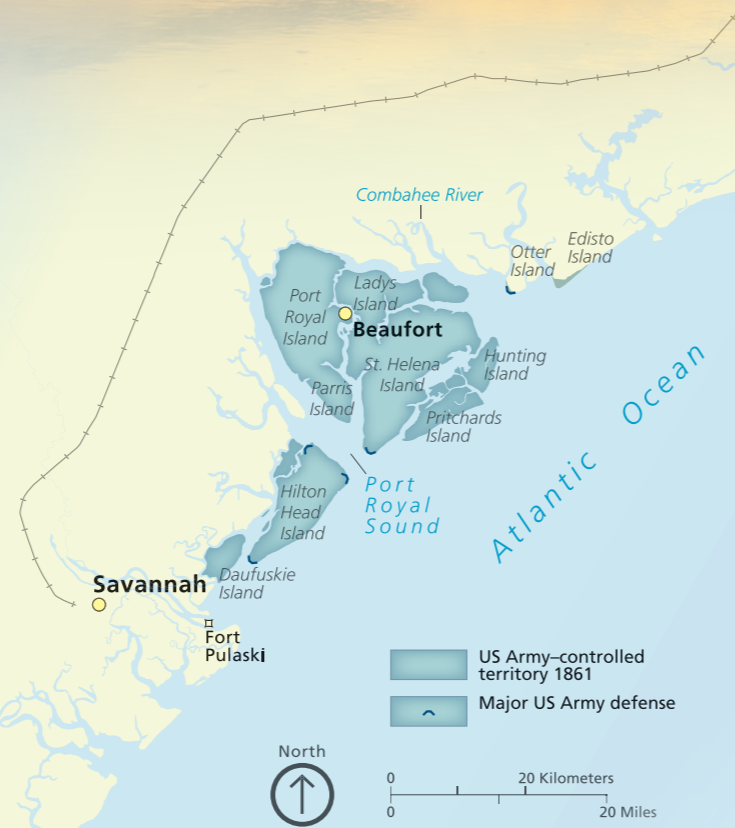 Combahee River
Edisto
Island
Otter
Island
Ladys
Island
Port
Royal
Island
Beaufort
St. Helena
Island
Hunting
Island
Parris
Island
Pritchards
Island
Atlantic Ocean
Port
Royal
Sound
Hilton
Head
Island
Daufuskie
Island
Savannah
Fort
Pulaski
US Army–controlled
territory 1861
Major US Army defense
North
0 20 Kilometers
0 20 Miles